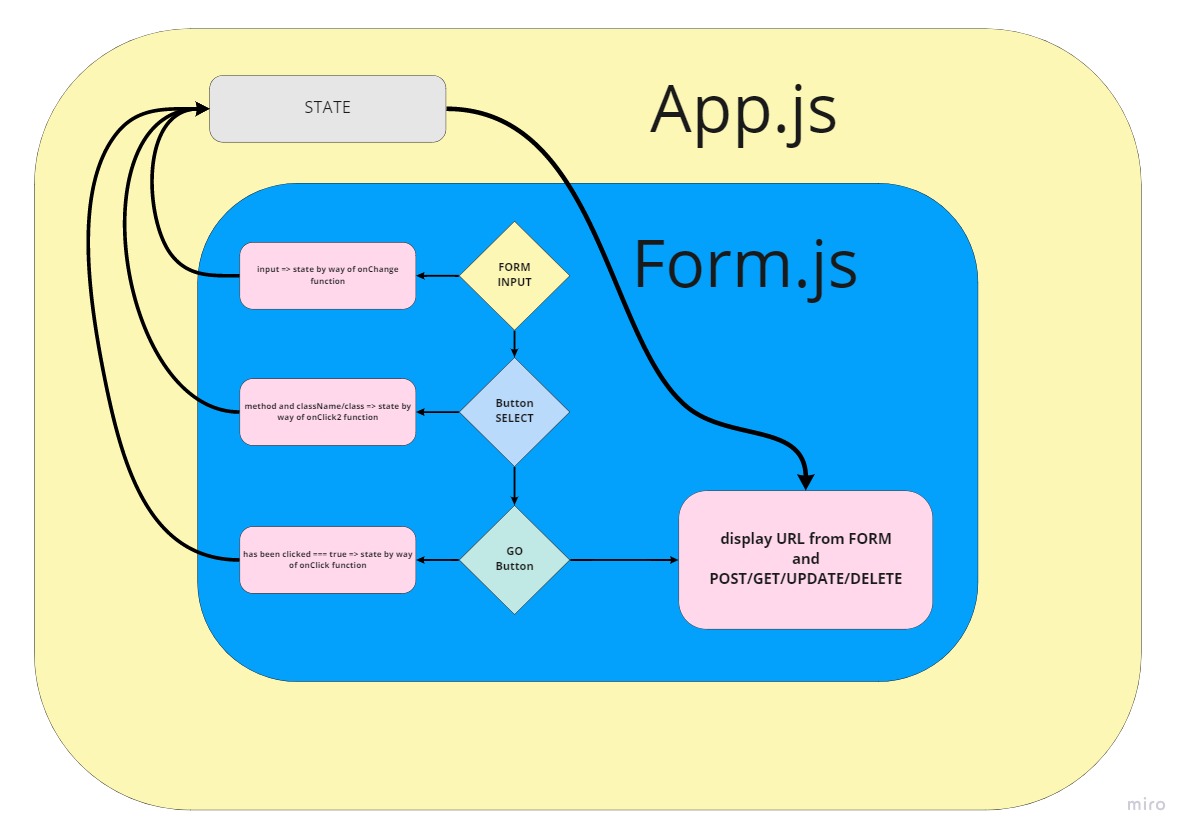 STATE
App.js
Form.js
input => state by way of onChange
function
FORM
INPUT
method and className/class => state by
way of onClick2 function
Button
SELECT
has been clicked === true => state by way
of onClick function
GO
Button
display URL from FORM
and
POST/GET/UPDATE/DELETE
miro